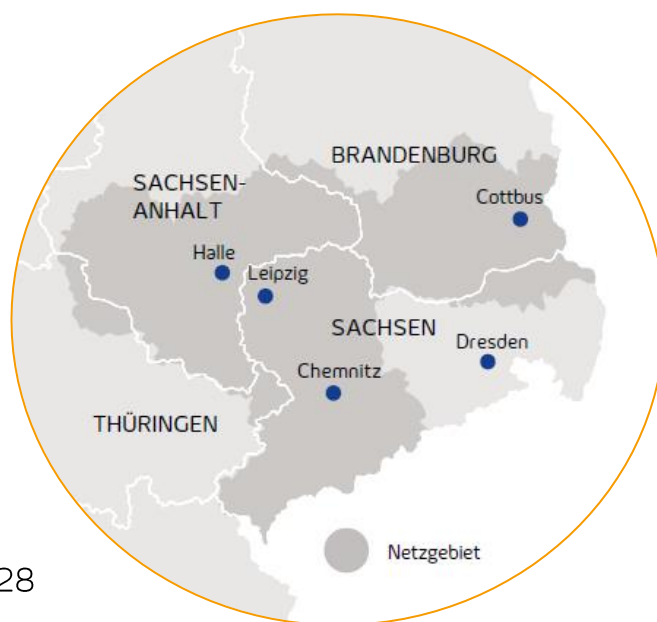 BRANDENBURG
SACHSEN-
ANHALT
Cottbus
Halle
Leipzig
SACHSEN
Dresden
Chemnitz
THÜRINGEN
Netzgebiet
28